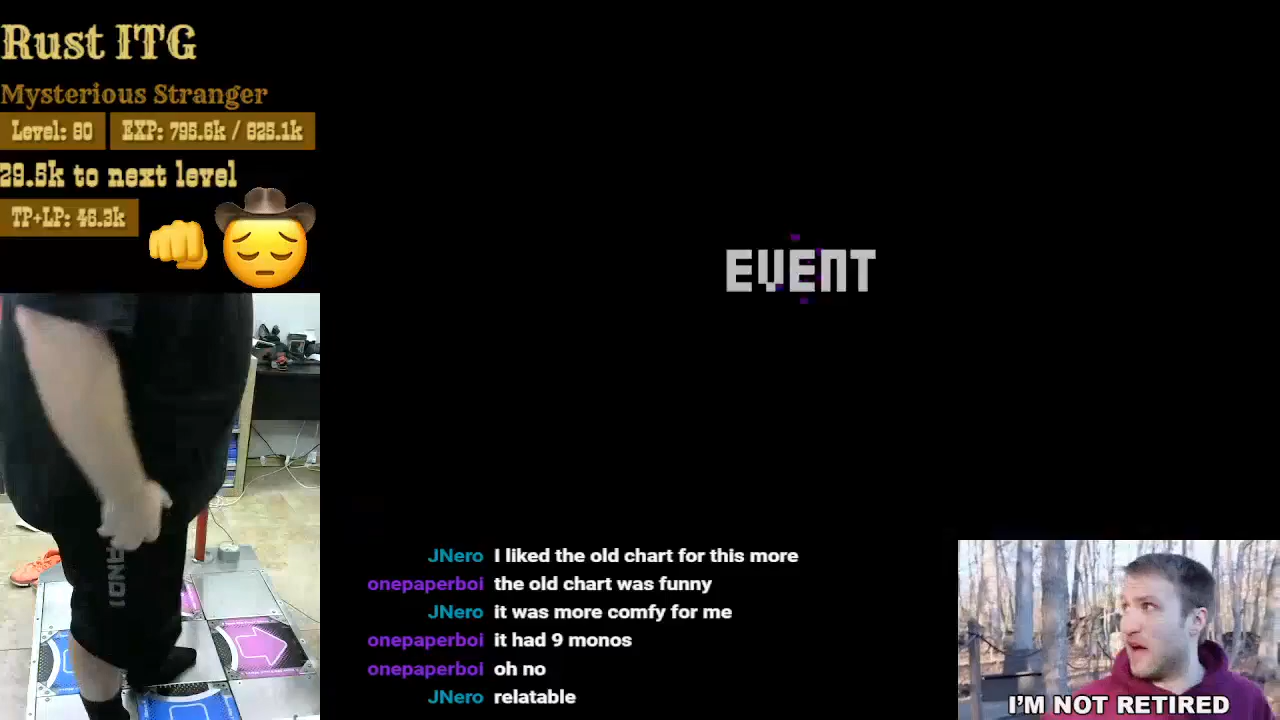 Rust ITG
Mysterious Stranger
Level: 80 EXP: 795.6k / 825.1k
29.5k to next level
TP+LP: 46.3k
EVENT
JNero I liked the old chart for this more
onepaperboi the old chart was funny
JNero it was more comfy for me
onepaperboi it had 9 monos
onepaperboi oh no
JNero relatable
I'M NOT RETIRED